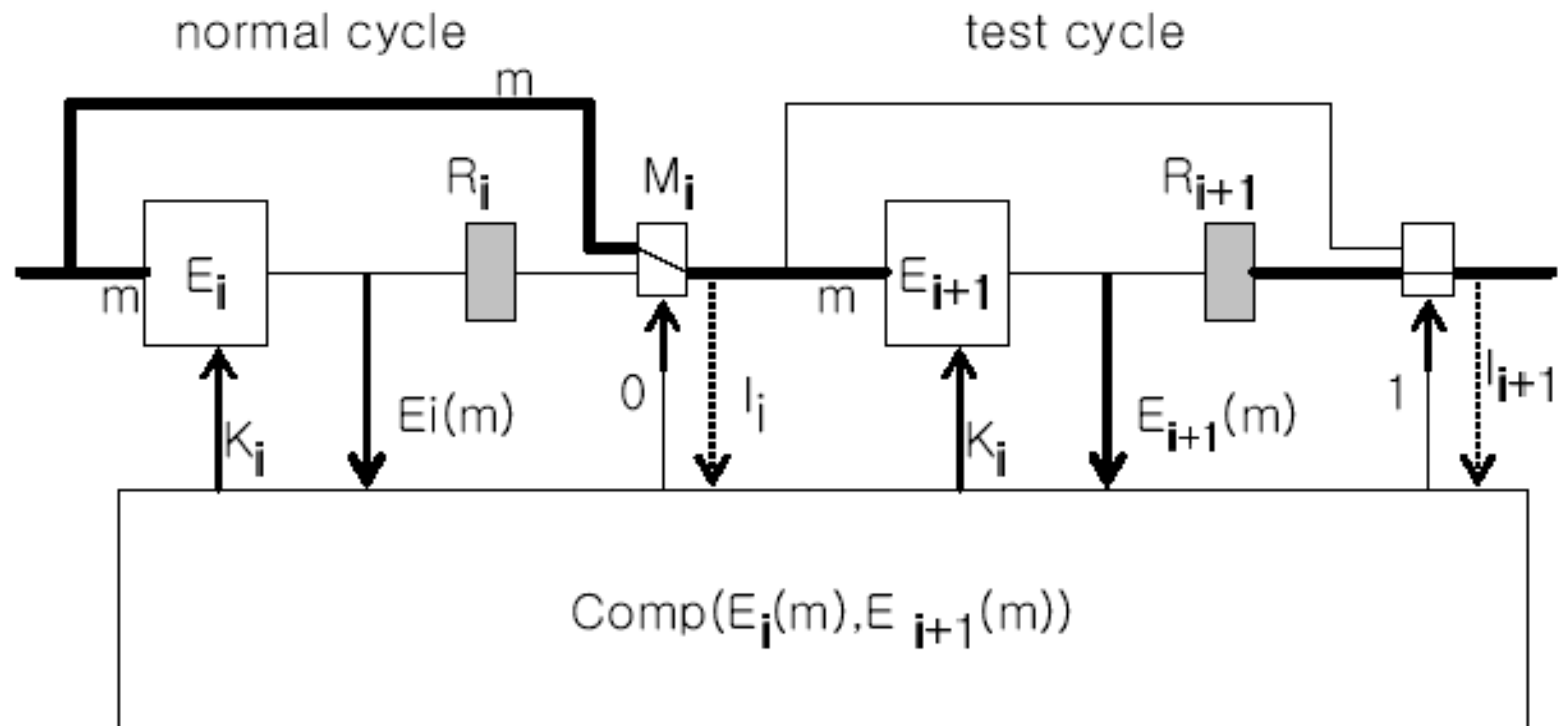 normal cycle
test cycle
m
R i
M i
R i+1
m
E i
m
E i+1
K i
Ei(m)
0
I i
K i
E i+1 (m)
1
I i+1
Comp(E i (m),E i+1 (m))